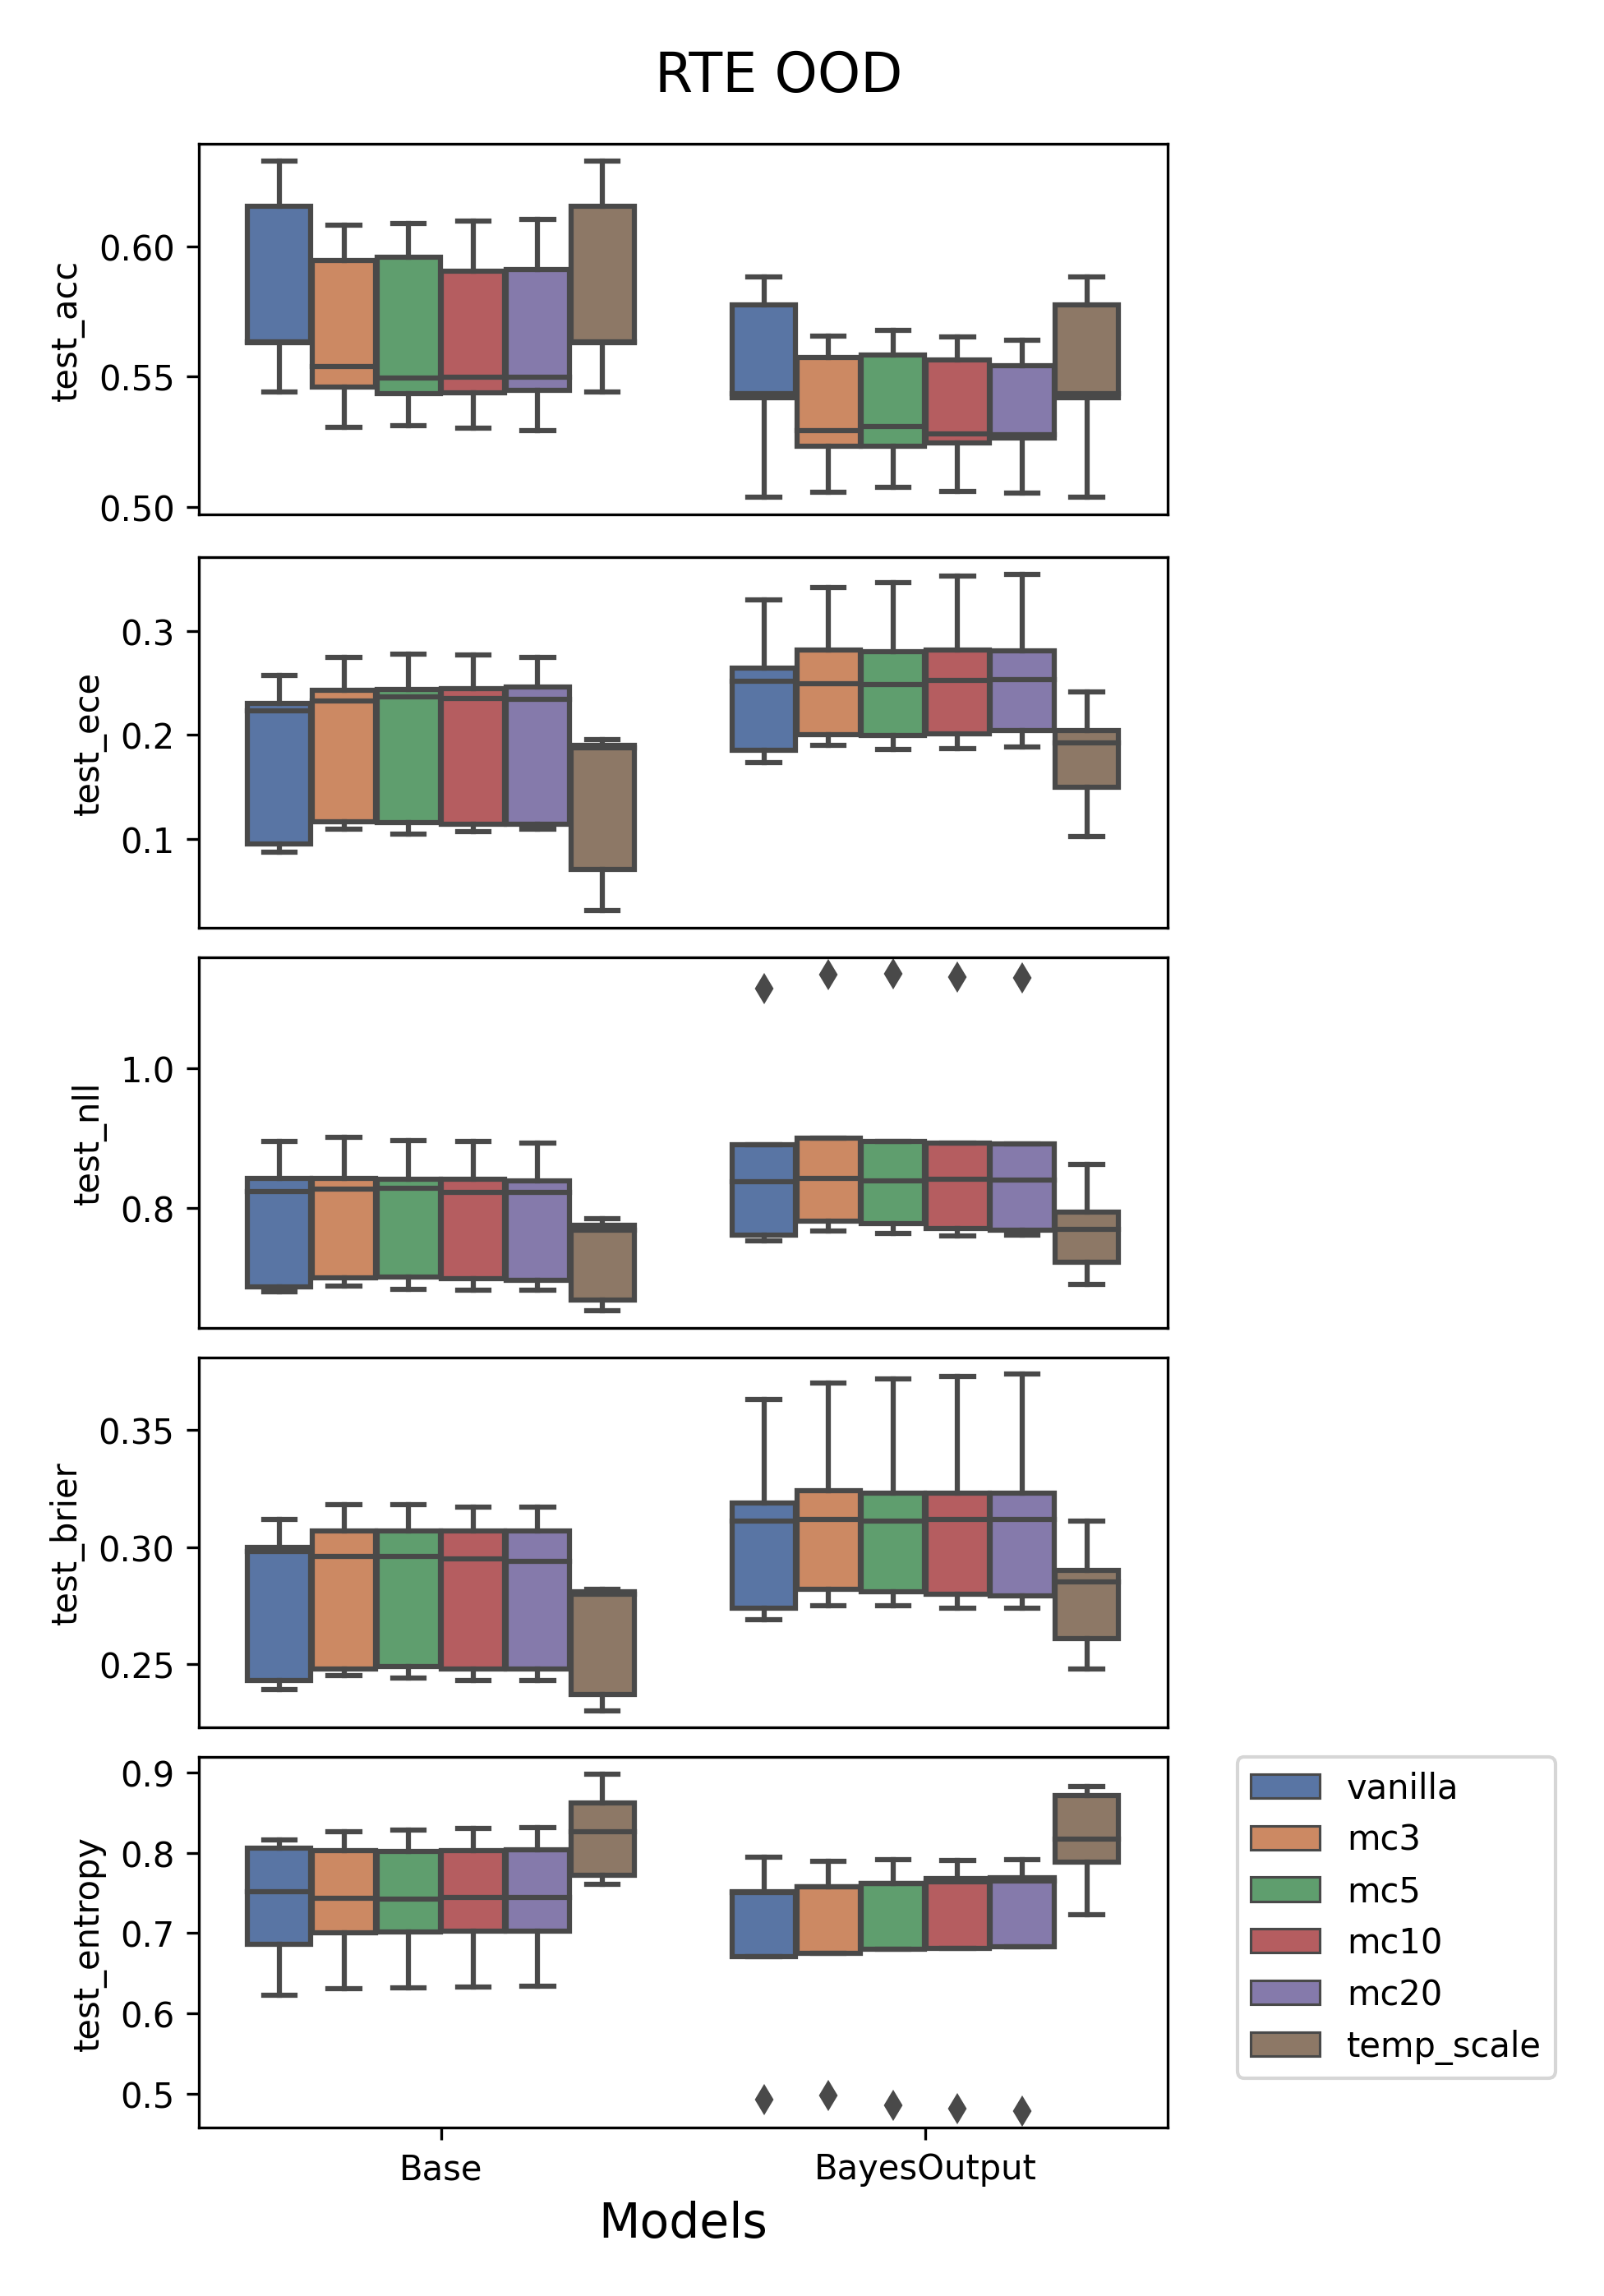 RTE OOD
test_acc
0.60
0.55
0.50
test_ece
0.3
0.2
0.1
test_nll
1.0
0.8
test_brier
0.35
0.30
0.25
test_entropy
0.9
0.8
0.7
0.6
0.5
Base
BayesOutput
Models
vanilla
mc3
mc5
mc10
mc20
temp_scale